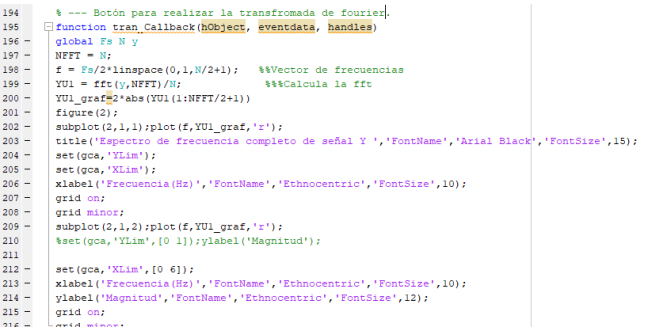 194 % --- Botón para realizar la transfromada de fourier.
195 function tran_Callback(hObject, eventdata, handles)
196 - global Fs N y
197 - NFFT = N;
198 - f = Fs/2*linspace(0,1,N/2+1); %%Vector de frecuencias
199 - YU1 = fft(y,NFFT)/N; %%%Calcula la fft
200 - YU1_graf=2*abs(YU1(1:NFFT/2+1))
201 - figure(2);
202 - subplot(2,1,1);plot(f,YU1_graf,'r');
203 - title('Espectro de frecuencia completo de señal Y ','FontName','Arial Black','FontSize',15);
204 - set(gca,'YLim');
205 - set(gca,'XLim');
206 - xlabel('Frecuencia(Hz)','FontName','Ethnocentric','FontSize',10);
207 - grid on;
208 - grid minor;
209 - subplot(2,1,2);plot(f,YU1_graf,'r');
210 %set(gca,'YLim',[0 1]);ylabel('Magnitud');
211
212 - set(gca,'XLim',[0 6]);
213 - xlabel('Frecuencia(Hz)','FontName','Ethnocentric','FontSize',10);
214 - ylabel('Magnitud','FontName','Ethnocentric','FontSize',12);
215 - grid on;
216 - grid minor;